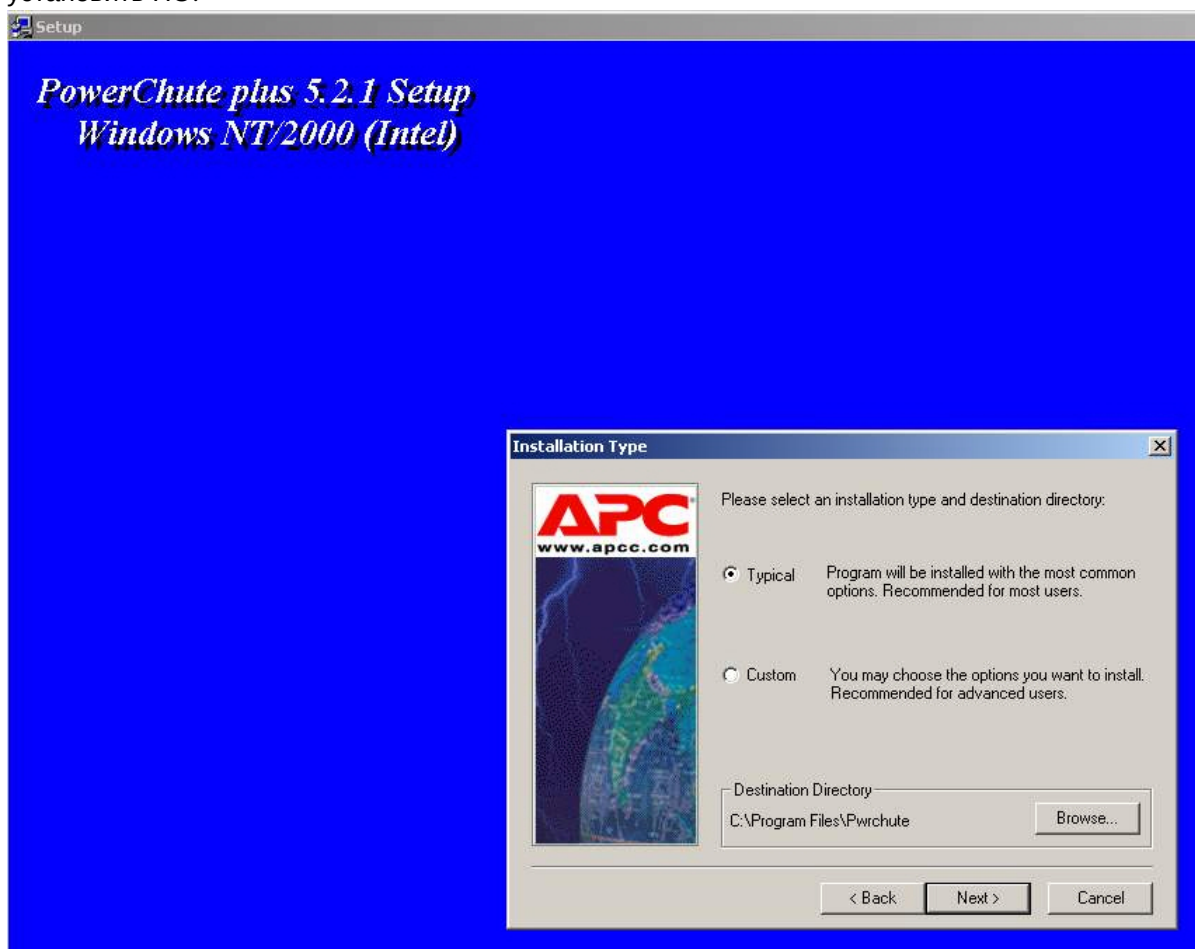 Setup
PowerChute plus 5.2.1 Setup
Windows NT/2000 (Intel)
Installation Type
APC
www.apcc.com
Please select an installation type and destination directory:
Typical
Program will be installed with the most common
options. Recommended for most users.
Custom
You may choose the options you want to install.
Recommended for advanced users.
Destination Directory
C:\Program Files\Pwrchute
Browse...
< Back
Next >
Cancel